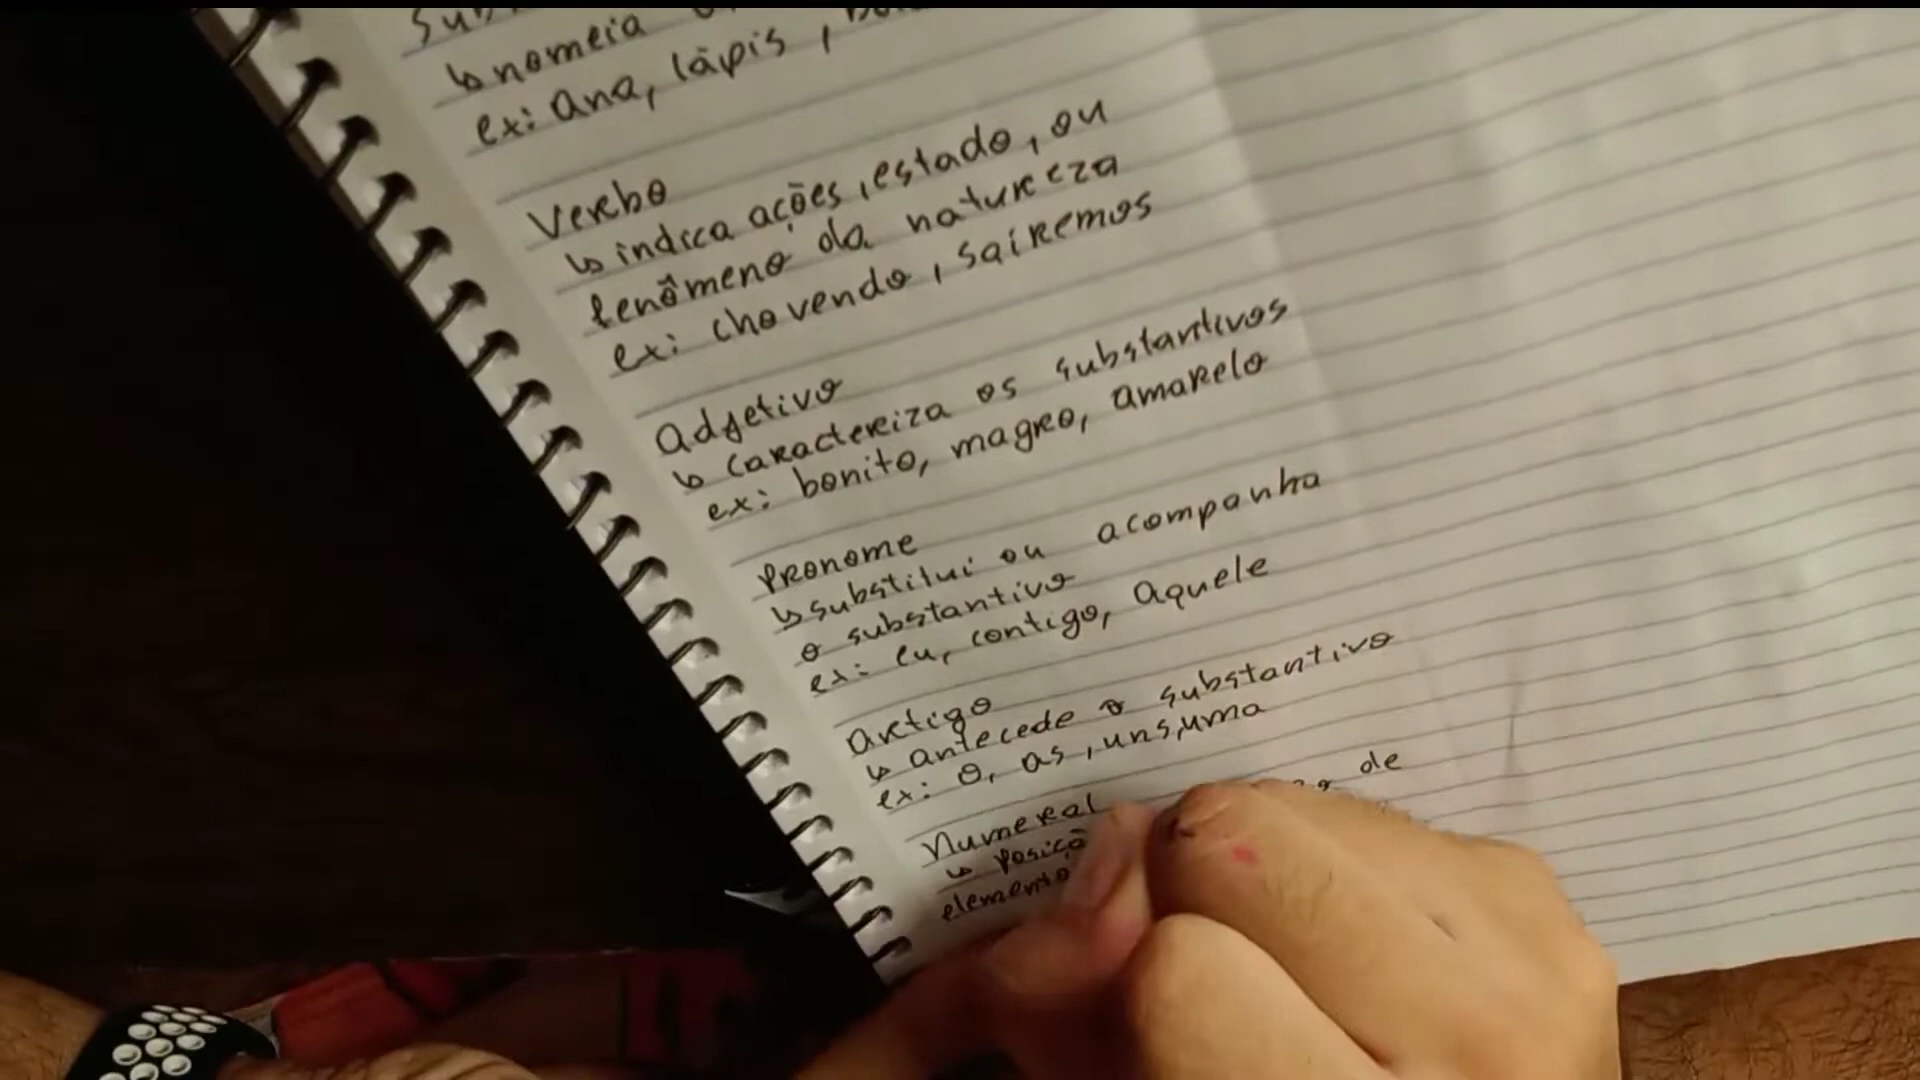 ↳ nomeia
ex: Ana, lápis,
Verbo
↳ indica ações, estado, ou
fenômeno da natureza
ex: chovendo, sairemos
Adjetivo
↳ caracteriza os substantivos
ex: bonito, magro, amarelo
Pronome
↳ substitui ou acompanha
o substantivo
ex: eu, contigo, aquele
Artigo
↳ antecede o substantivo
ex: o, as, uns, uma
Numeral
↳ posiçã de
elemento